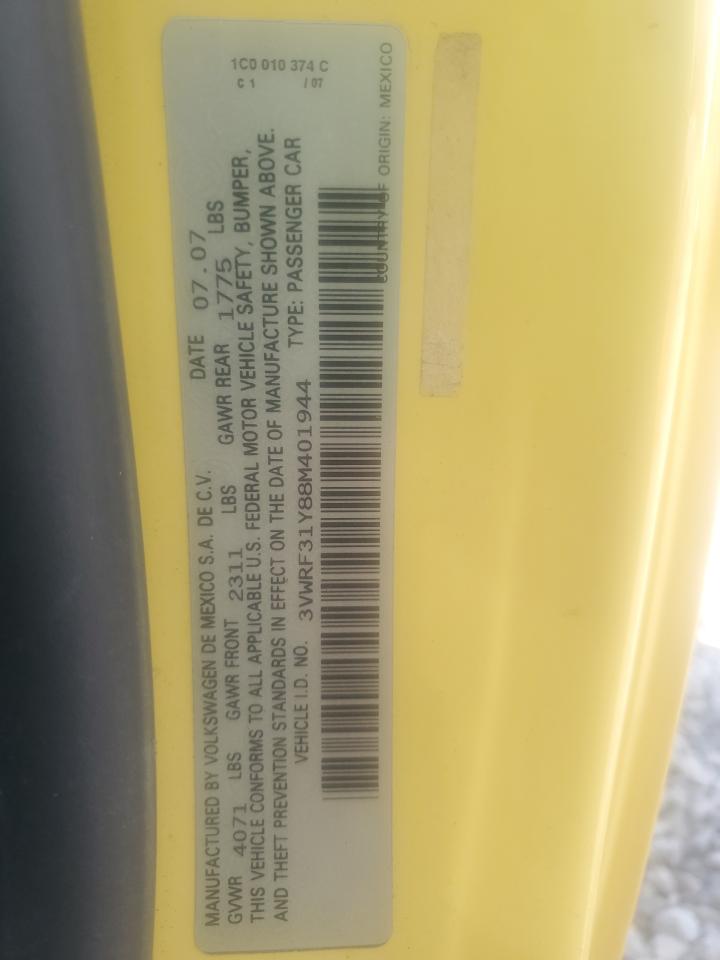 MANUFACTURED BY VOLKSWAGEN DE MEXICO S.A. DE C.V. DATE 07.07
GVWR 4071 LBS GAWR FRONT 2311 LBS GAWR REAR 1775 LBS
THIS VEHICLE CONFORMS TO ALL APPLICABLE U.S. FEDERAL MOTOR VEHICLE SAFETY, BUMPER,
AND THEFT PREVENTION STANDARDS IN EFFECT ON THE DATE OF MANUFACTURE SHOWN ABOVE.
VEHICLE I.D. NO. 3VWRF31Y88M401944 TYPE: PASSENGER CAR
COUNTRY OF ORIGIN: MEXICO
1C0 010 374 C
C 1 / 07